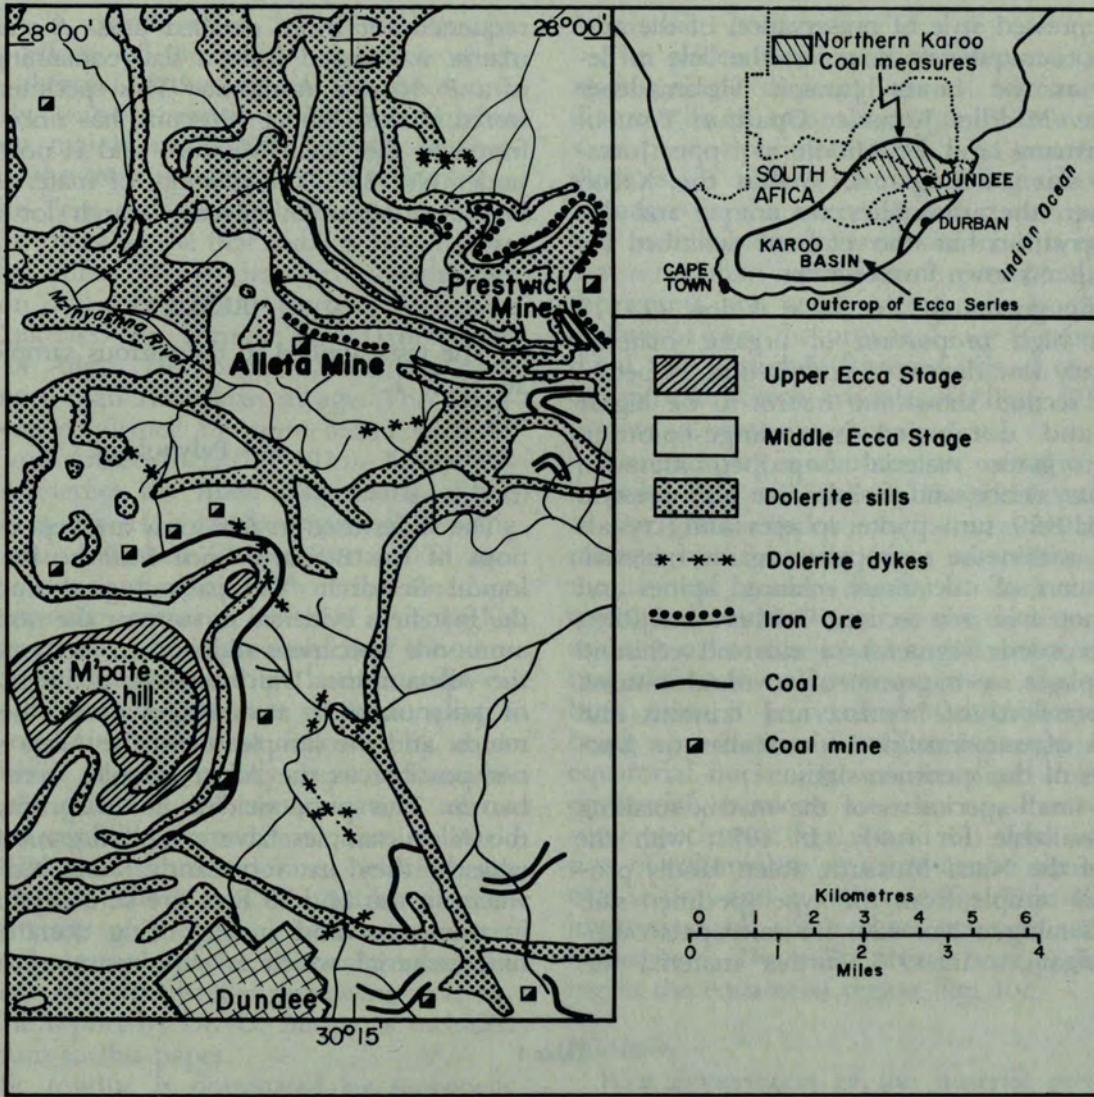 28°00'
28°00'
Nzinyashna River
Prestwick
Mine
Alleta Mine
M'pate
hill
Dundee
30°15'
Northern Karoo
Coal measures
SOUTH
AFICA
DUNDEE
DURBAN
KAROO
BASIN
CAPE
TOWN
Indian Ocean
Outcrop of Ecca Series
Upper Ecca Stage
Middle Ecca Stage
Dolerite sills
Dolerite dykes
Iron Ore
Coal
Coal mine
Kilometres
0 1 2 3 4 5 6
0 1 2 3 4
Miles